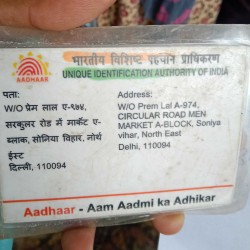 भारतीय विशिष्ट पहचान प्राधिकरण
UNIQUE IDENTIFICATION AUTHORITY OF INDIA
AADHAAR
पता:
W/O प्रेम लाल ए-९७४,
सरकुलर रोड में मार्केट ए-
ब्लाक, सोनिया विहार, नोर्थ
ईस्ट
दिल्ली, 110094
Address:
W/O Prem Lal A-974,
CIRCULAR ROAD MEN
MARKET A-BLOCK, Soniya
vihar, North East
Delhi, 110094
Aadhaar - Aam Aadmi ka Adhikar